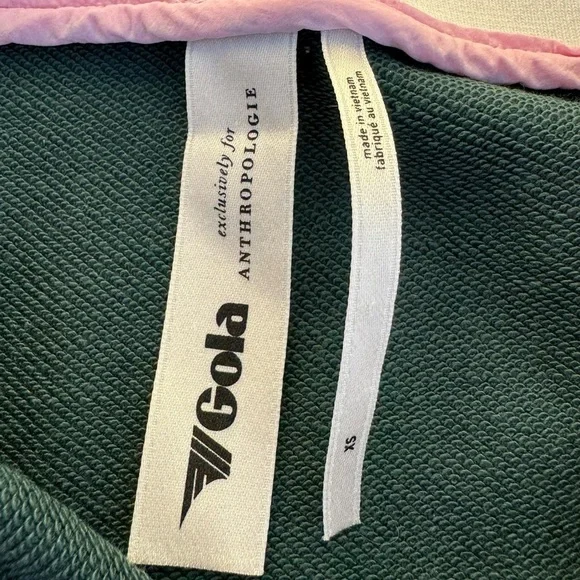 Gola
exclusively for
ANTHROPOLOGIE
made in vietnam
fabriqué au vietnam
XS